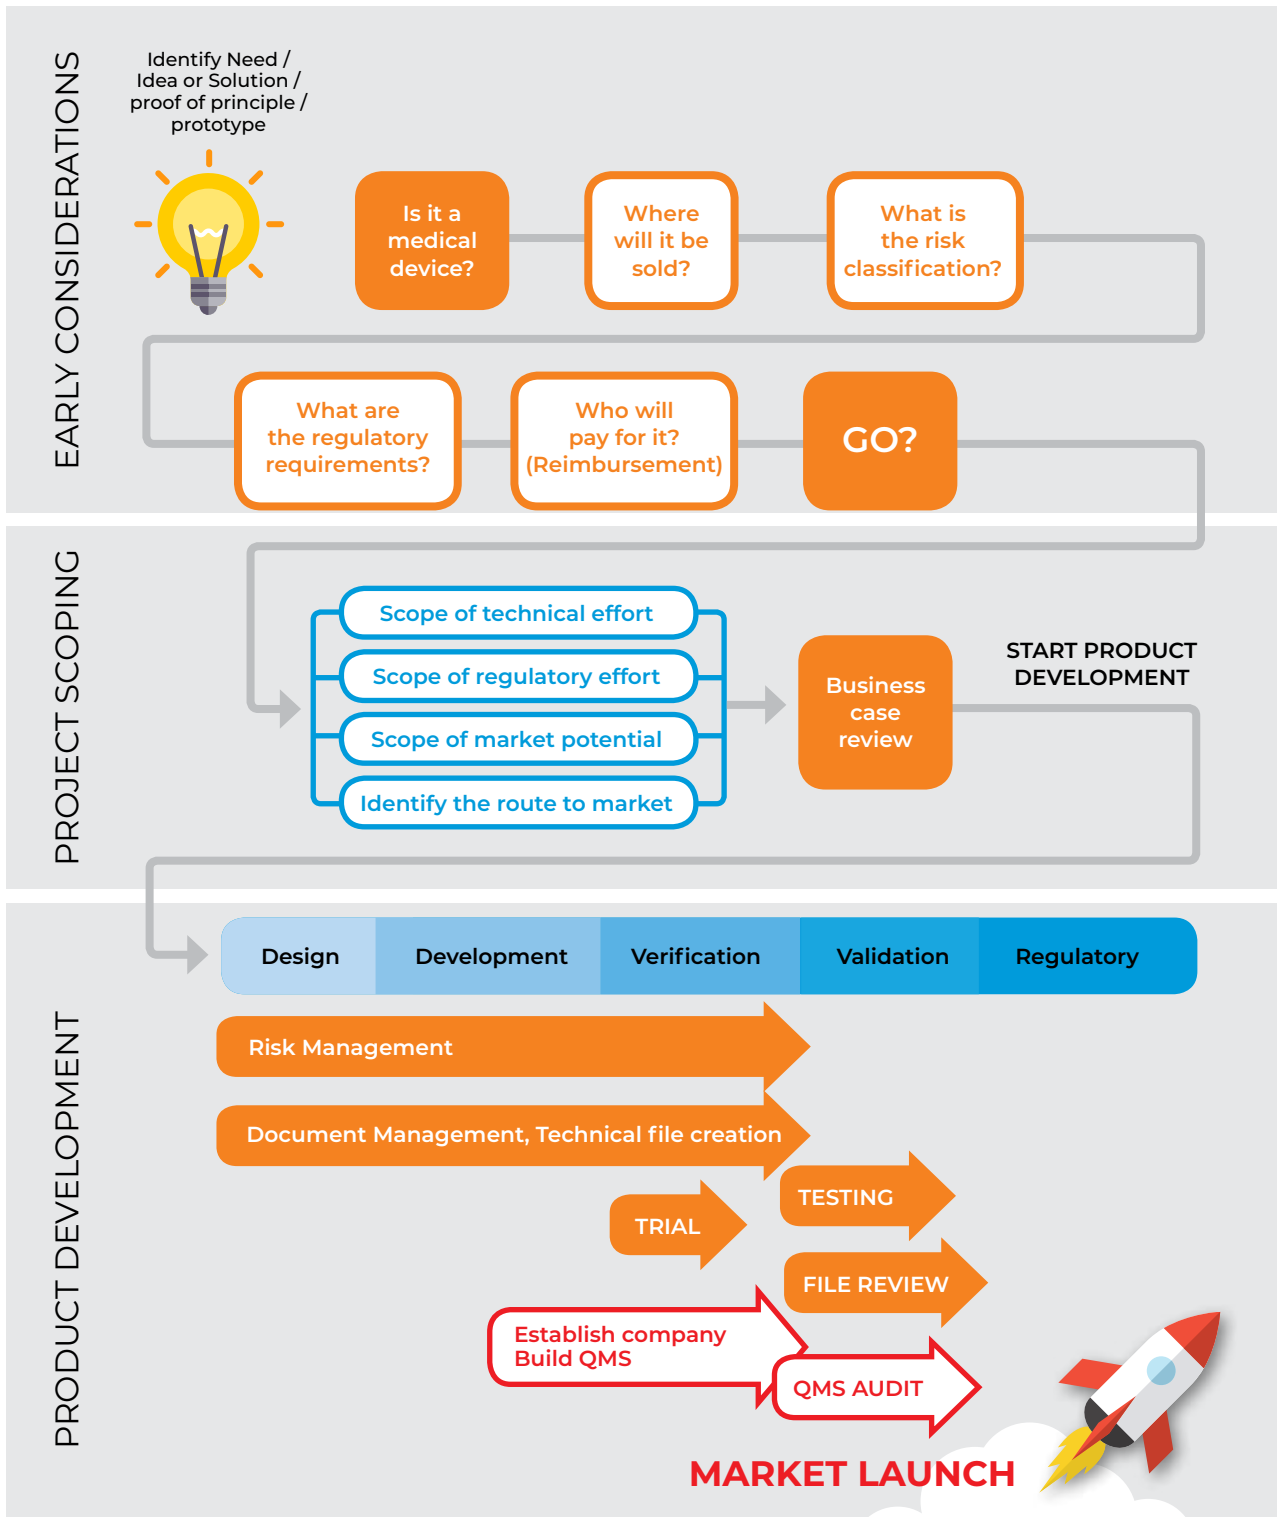 EARLY CONSIDERATIONS
Identify Need /
Idea or Solution /
proof of principle /
prototype
Is it a
medical
device?
Where
will it be
sold?
What is
the risk
classification?
What are
the regulatory
requirements?
Who will
pay for it?
(Reimbursement)
GO?
PROJECT SCOPING
Scope of technical effort
Scope of regulatory effort
Scope of market potential
Identify the route to market
Business
case
review
START PRODUCT
DEVELOPMENT
PRODUCT DEVELOPMENT
Design
Development
Verification
Validation
Regulatory
Risk Management
Document Management, Technical file creation
TESTING
TRIAL
FILE REVIEW
Establish company
Build QMS
QMS AUDIT
MARKET LAUNCH